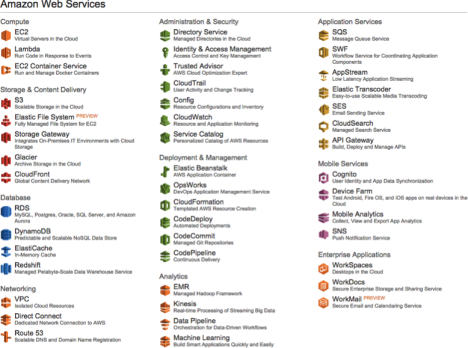 Amazon Web Services
Compute
EC2
Virtual Servers in the Cloud
Lambda
Run Code in Response to Events
EC2 Container Service
Run and Manage Docker Containers
Storage & Content Delivery
S3
Scalable Storage in the Cloud
Elastic File System PREVIEW
Fully Managed File System for EC2
Storage Gateway
Integrates On-Premises IT Environments with Cloud
Storage
Glacier
Archive Storage in the Cloud
CloudFront
Global Content Delivery Network
Database
RDS
MySQL, Postgres, Oracle, SQL Server, and Amazon
Aurora
DynamoDB
Predictable and Scalable NoSQL Data Store
ElastiCache
In-Memory Cache
Redshift
Managed Petabyte-Scale Data Warehouse Service
Networking
VPC
Isolated Cloud Resources
Direct Connect
Dedicated Network Connection to AWS
Route 53
Scalable DNS and Domain Name Registration
Administration & Security
Directory Service
Managed Directories in the Cloud
Identity & Access Management
Access Control and Key Management
Trusted Advisor
AWS Cloud Optimization Expert
CloudTrail
User Activity and Change Tracking
Config
Resource Configurations and Inventory
CloudWatch
Resource and Application Monitoring
Service Catalog
Personalized Catalog of AWS Resources
Deployment & Management
Elastic Beanstalk
AWS Application Container
OpsWorks
DevOps Application Management Service
CloudFormation
Templated AWS Resource Creation
CodeDeploy
Automated Deployments
CodeCommit
Managed Git Repositories
CodePipeline
Continuous Delivery
Analytics
EMR
Managed Hadoop Framework
Kinesis
Real-time Processing of Streaming Big Data
Data Pipeline
Orchestration for Data-Driven Workflows
Machine Learning
Build Smart Applications Quickly and Easily
Application Services
SQS
Message Queue Service
SWF
Workflow Service for Coordinating Application
Components
AppStream
Low Latency Application Streaming
Elastic Transcoder
Easy-to-use Scalable Media Transcoding
SES
Email Sending Service
CloudSearch
Managed Search Service
API Gateway
Build, Deploy and Manage APIs
Mobile Services
Cognito
User Identity and App Data Synchronization
Device Farm
Test Android, Fire OS, and iOS apps on real devices in the
Cloud
Mobile Analytics
Collect, View and Export App Analytics
SNS
Push Notification Service
Enterprise Applications
WorkSpaces
Desktops in the Cloud
WorkDocs
Secure Enterprise Storage and Sharing Service
WorkMail PREVIEW
Secure Email and Calendaring Service